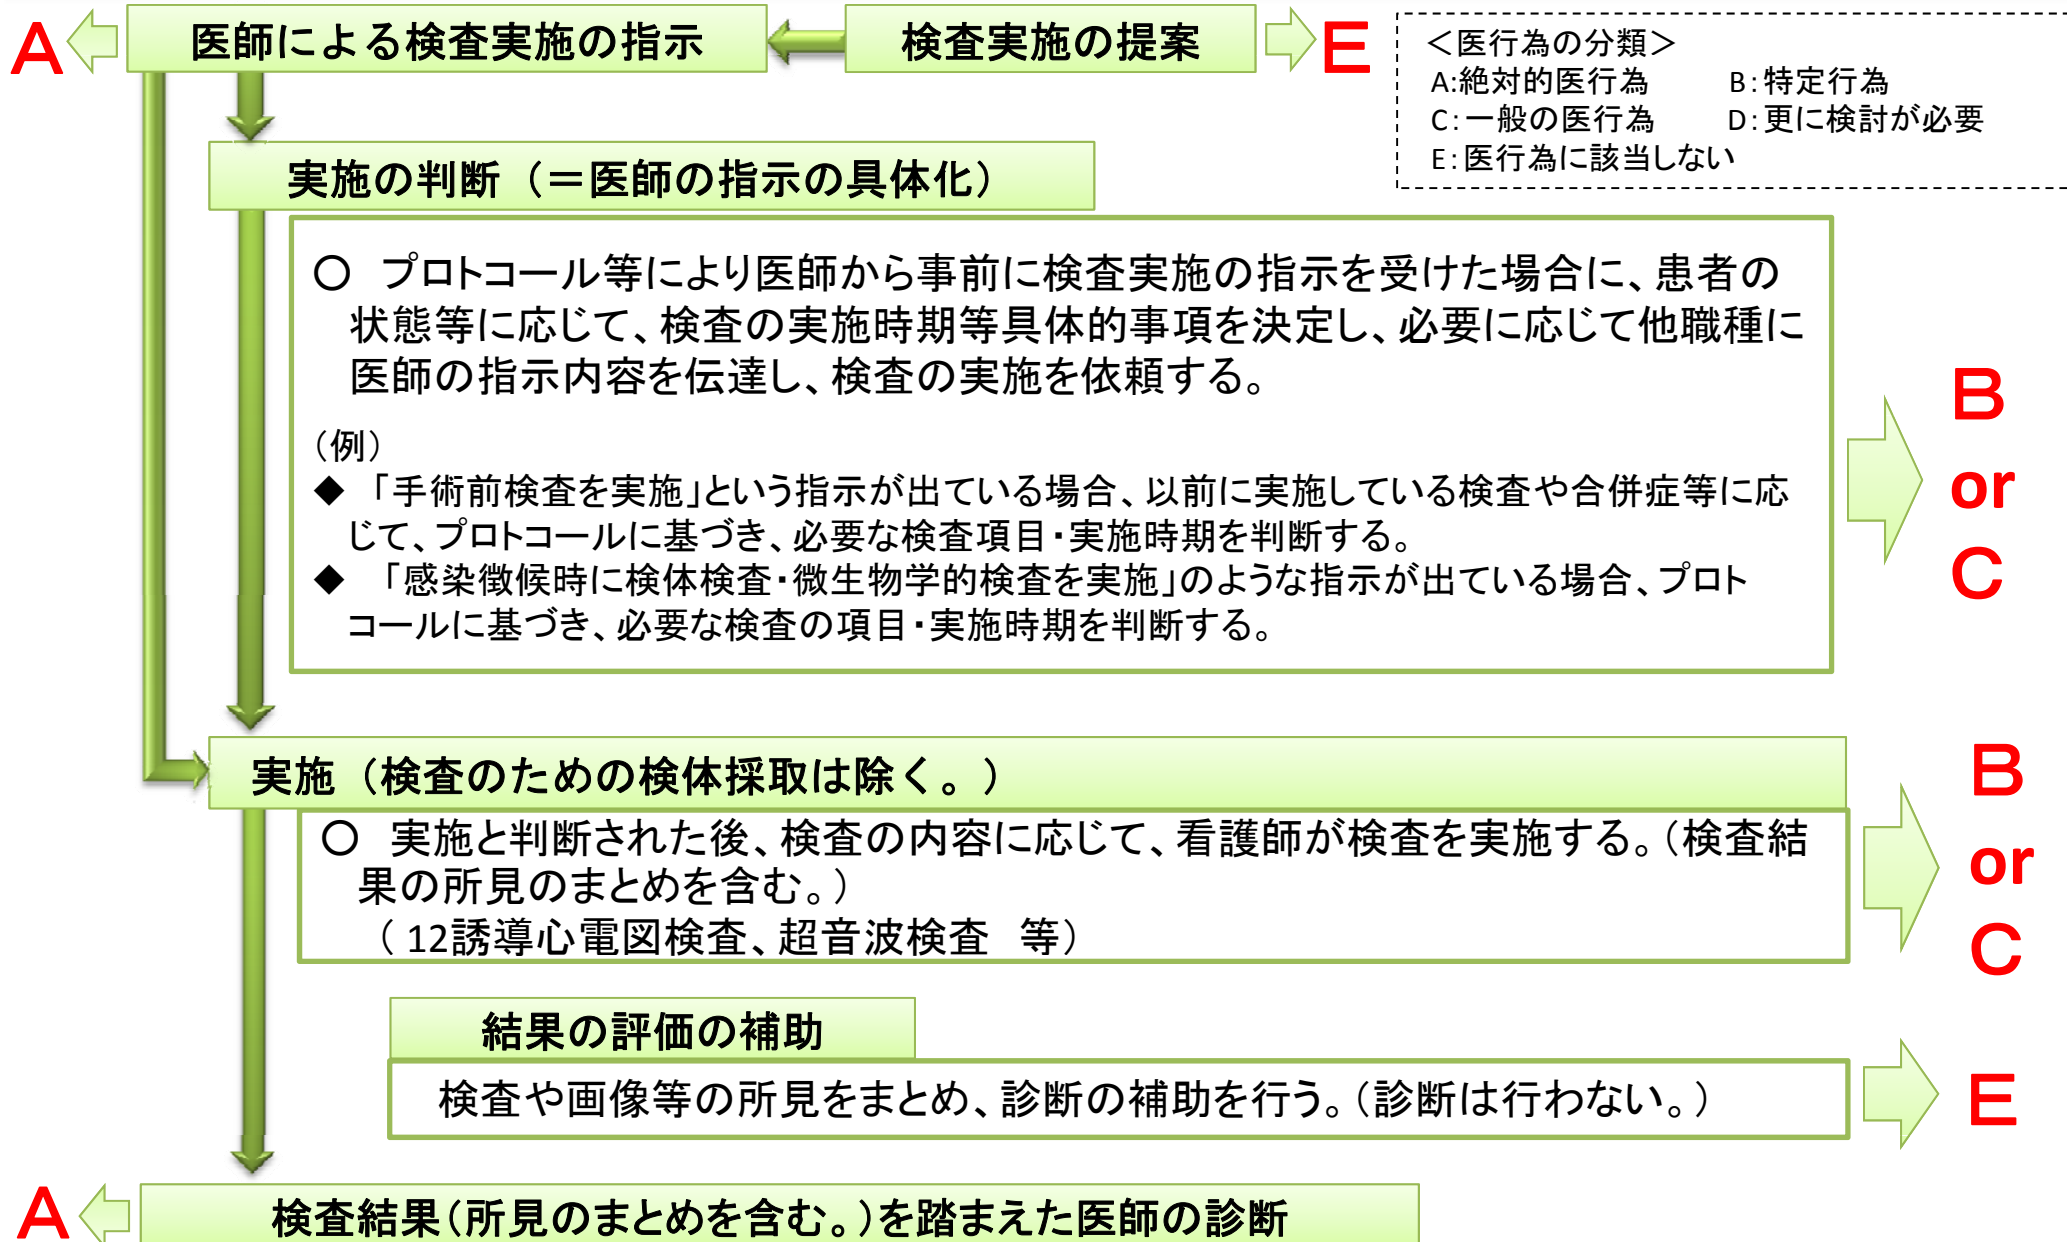 A
医師による検査実施の指示
検査実施の提案
E
＜医行為の分類＞
A:絶対的医行為 B：特定行為
C：一般の医行為 D：更に検討が必要
E：医行為に該当しない
実施の判断（＝医師の指示の具体化）
○ プロトコール等により医師から事前に検査実施の指示を受けた場合に、患者の
状態等に応じて、検査の実施時期等具体的事項を決定し、必要に応じて他職種に
医師の指示内容を伝達し、検査の実施を依頼する。
（例）
◆ 「手術前検査を実施」という指示が出ている場合、以前に実施している検査や合併症等に応
じて、プロトコールに基づき、必要な検査項目・実施時期を判断する。
◆ 「感染徴候時に検体検査・微生物学的検査を実施」のような指示が出ている場合、プロト
コールに基づき、必要な検査の項目・実施時期を判断する。
B
or
C
実施（検査のための検体採取は除く。）
○ 実施と判断された後、検査の内容に応じて、看護師が検査を実施する。（検査結
果の所見のまとめを含む。）
（ 12誘導心電図検査、超音波検査 等）
B
or
C
結果の評価の補助
検査や画像等の所見をまとめ、診断の補助を行う。（診断は行わない。）
E
A
検査結果（所見のまとめを含む。）を踏まえた医師の診断